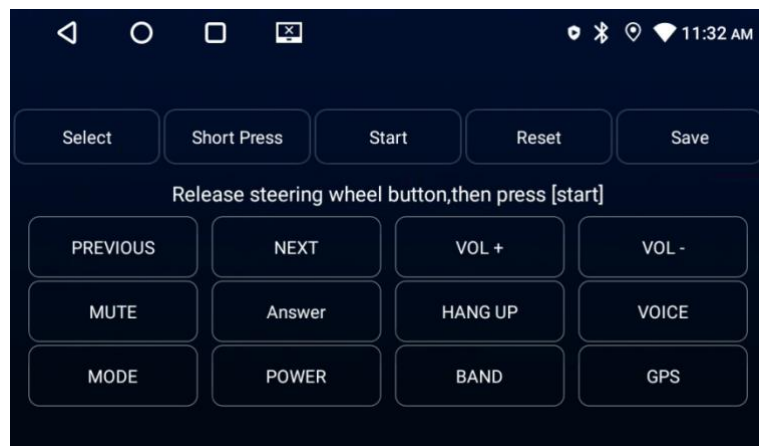 11:32 AM
Select Short Press Start Reset Save
Release steering wheel button,then press [start]
PREVIOUS NEXT VOL + VOL -
MUTE Answer HANG UP VOICE
MODE POWER BAND GPS